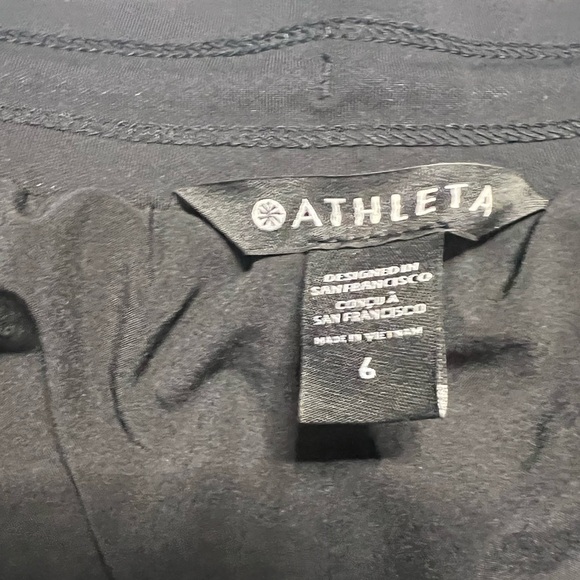 ATHLETA
DESIGNED IN
SAN FRANCISCO
CONÇU À
SAN FRANCISCO
MADE IN VIETNAM
6